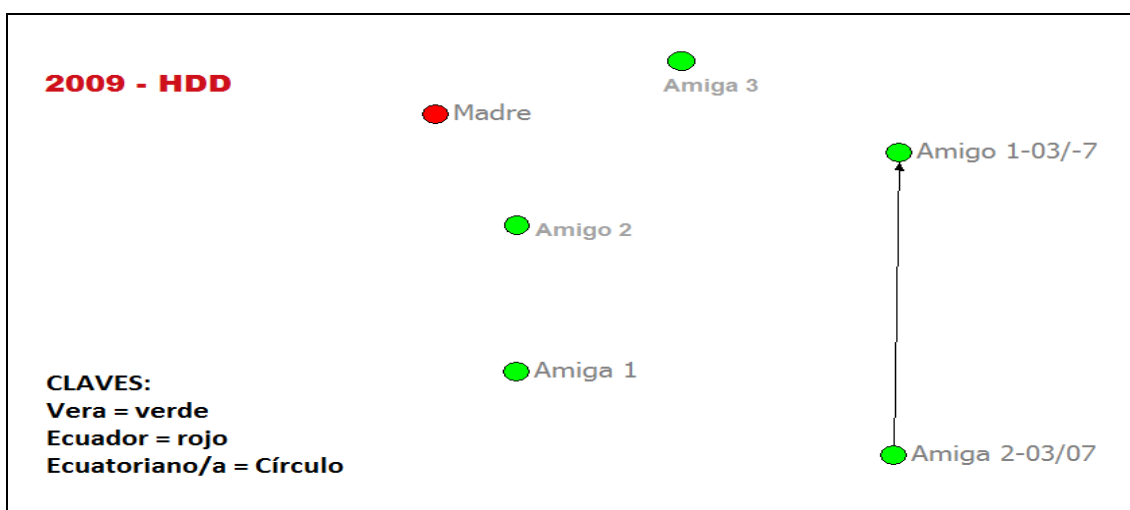 2009 - HDD
Amiga 3
Madre
Amigo 1-03/-7
Amigo 2
Amiga 1
CLAVES:
Vera = verde
Ecuador = rojo
Ecuatoriano/a = Círculo
Amiga 2-03/07